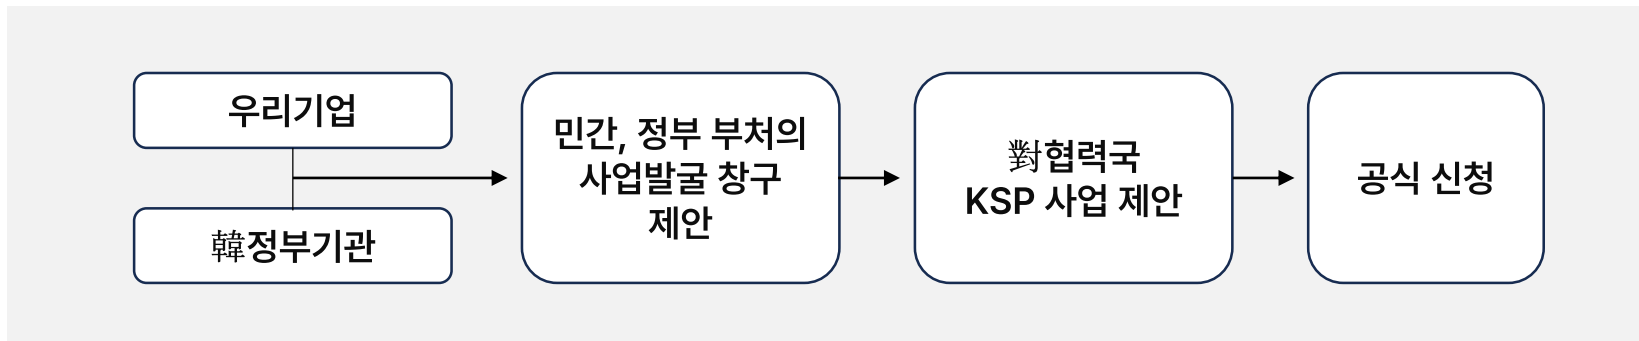 우리기업
韓정부기관
민간, 정부 부처의
사업발굴 창구
제안
對협력국
KSP 사업 제안
공식 신청